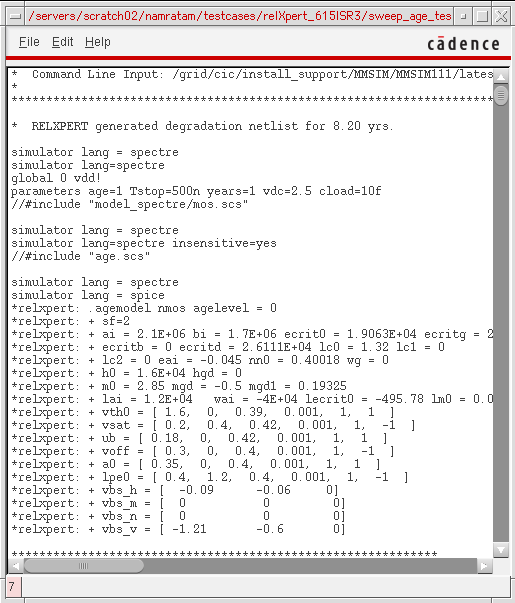 /servers/scratch02/namratam/testcases/relXpert_615ISR3/sweep_age_tes
File Edit Help
cādence
* Command Line Input: /grid/cic/install_support/MMSIM/MMSIM111/lates
*
***********************************************************************
* RELXPERT generated degradation netlist for 8.20 yrs.
simulator lang = spectre
simulator lang=spectre
global 0 vdd!
parameters age=1 Tstop=500n years=1 vdc=2.5 cload=10f
//#include "model_spectre/mos.scs"
simulator lang = spectre
simulator lang=spectre insensitive=yes
//#include "age.scs"
simulator lang = spectre
simulator lang = spice
*relxpert: .agemodel nmos agelevel = 0
*relxpert: + sf=2
*relxpert: + ai = 2.1E+06 bi = 1.7E+06 ecrit0 = 1.9063E+04 ecritg = 2
*relxpert: + ecritb = 0 ecritd = 2.6111E+04 lc0 = 1.32 lc1 = 0
*relxpert: + lc2 = 0 eai = -0.045 nn0 = 0.40018 wg = 0
*relxpert: + h0 = 1.6E+04 hgd = 0
*relxpert: + m0 = 2.85 mgd = -0.5 mgd1 = 0.19325
*relxpert: + lai = 1.2E+04 wai = -4E+04 lecrit0 = -495.78 lm0 = 0.0
*relxpert: + vth0 = [ 1.6, 0, 0.39, 0.001, 1, 1 ]
*relxpert: + vsat = [ 0.2, 0.4, 0.42, 0.001, 1, -1 ]
*relxpert: + ub = [ 0.18, 0, 0.42, 0.001, 1, 1 ]
*relxpert: + voff = [ 0.3, 0, 0.4, 0.001, 1, -1 ]
*relxpert: + a0 = [ 0.35, 0, 0.4, 0.001, 1, 1 ]
*relxpert: + lpe0 = [ 0.4, 1.2, 0.4, 0.001, 1, -1 ]
*relxpert: + vbs_h = [ -0.09 -0.06 0]
*relxpert: + vbs_m = [ 0 0 0]
*relxpert: + vbs_n = [ 0 0 0]
*relxpert: + vbs_v = [ -1.21 -0.6 0]
**************************************************************
7